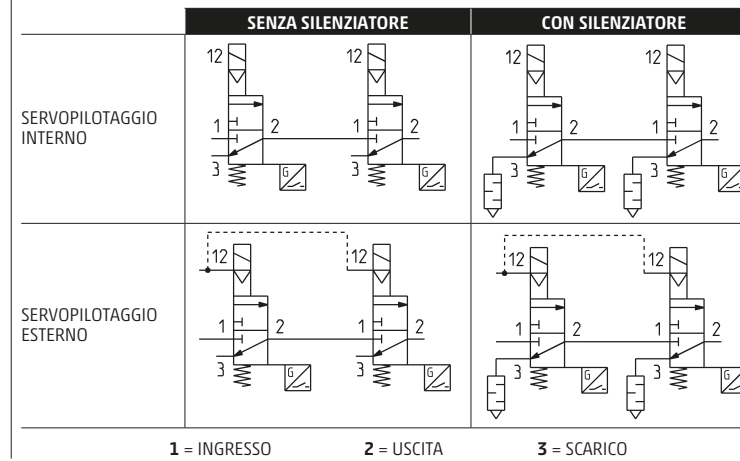 SENZA SILENZIATORE CON SILENZIATORE
SERVOPILOTAGGIO
INTERNO
12 12 12 12
1 2 1 2 1 2 1 2
3 G 3 G 3 G 3 G
SERVOPILOTAGGIO
ESTERNO
12 12 12 12
1 2 1 2 1 2 1 2
3 G 3 G 3 G 3 G
1 = INGRESSO 2 = USCITA 3 = SCARICO